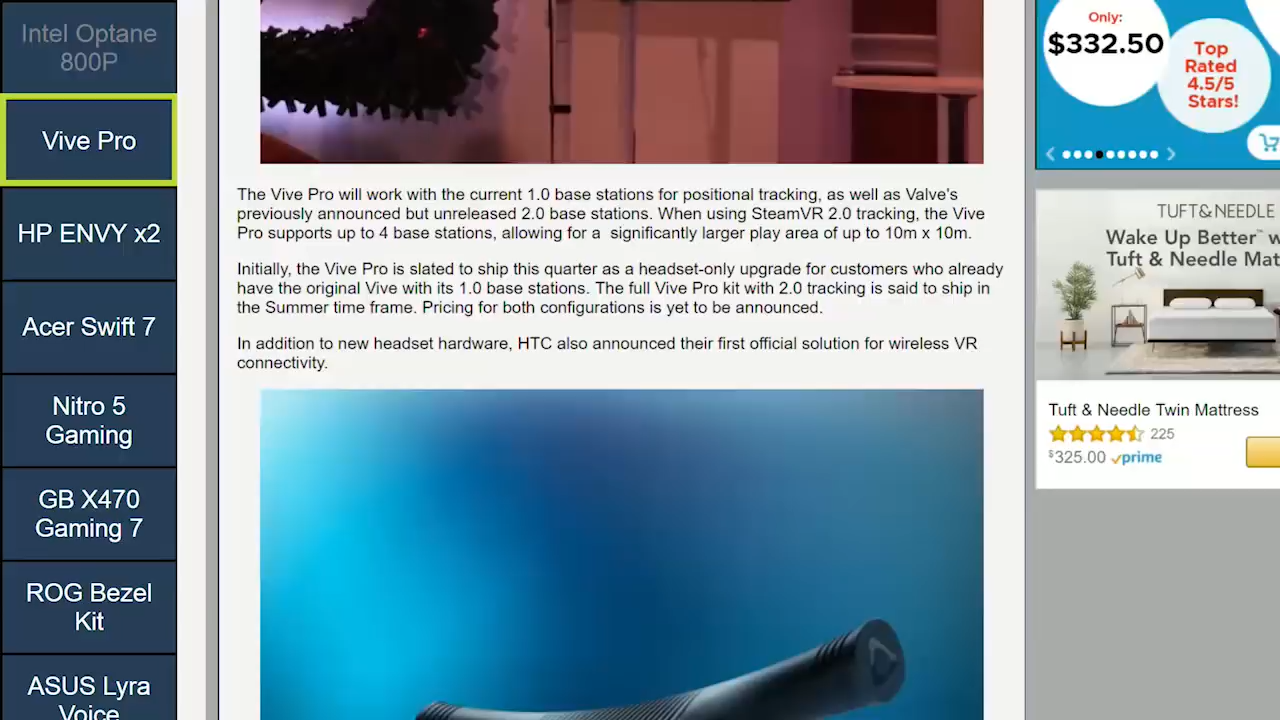 Intel Optane
800P
Vive Pro
HP ENVY x2
Acer Swift 7
Nitro 5
Gaming
GB X470
Gaming 7
ROG Bezel
Kit
ASUS Lyra
Voice
The Vive Pro will work with the current 1.0 base stations for positional tracking, as well as Valve's
previously announced but unreleased 2.0 base stations. When using SteamVR 2.0 tracking, the Vive
Pro supports up to 4 base stations, allowing for a  significantly larger play area of up to 10m x 10m.
Initially, the Vive Pro is slated to ship this quarter as a headset-only upgrade for customers who already
have the original Vive with its 1.0 base stations. The full Vive Pro kit with 2.0 tracking is said to ship in
the Summer time frame. Pricing for both configurations is yet to be announced.
In addition to new headset hardware, HTC also announced their first official solution for wireless VR
connectivity.
Only:
$332.50
Top
Rated
4.5/5
Stars!
TUFT&NEEDLE
Wake Up Better™ w
Tuft & Needle Mat
Tuft & Needle Twin Mattress
225
$325.00 prime